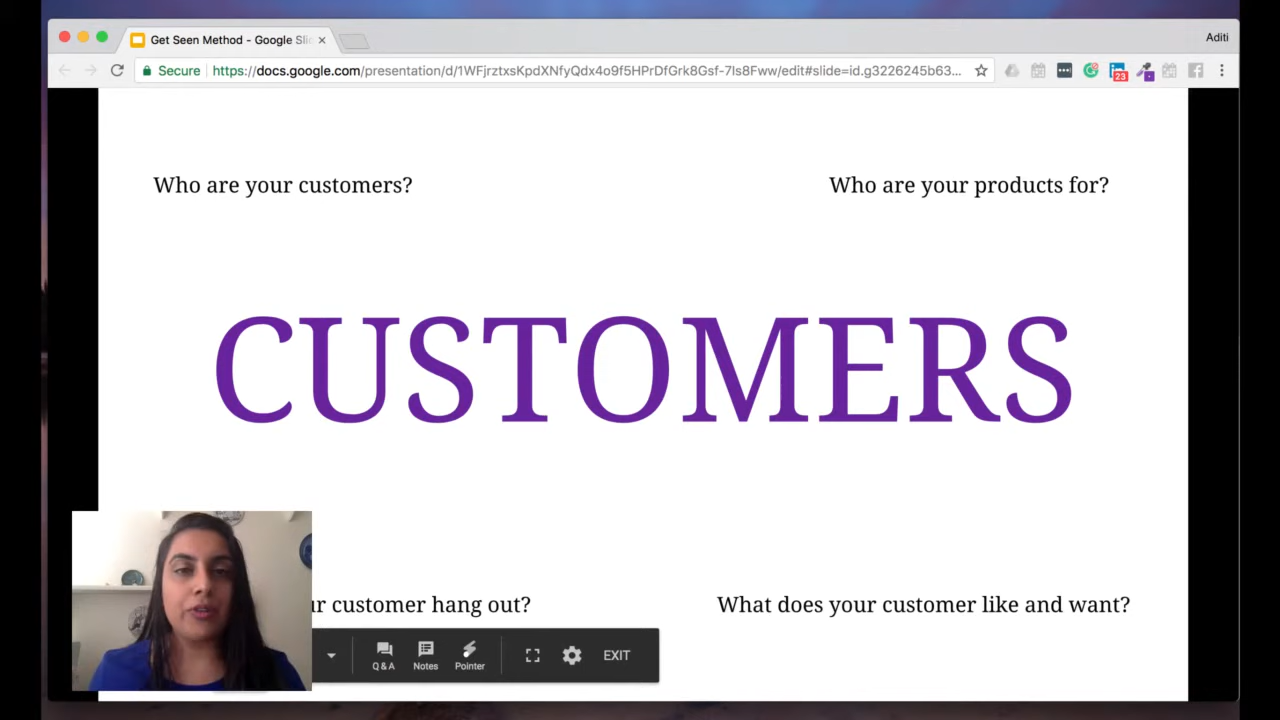 Get Seen Method - Google Sli
Aditi
Secure
https://docs.google.com/presentation/d/1WFjrztxsKpdXNfyQdx4o9f5HPrDfGrk8Gsf-7Is8Fww/edit#slide=id.g3226245b63...
23
Who are your customers?
Who are your products for?
CUSTOMERS
customer hang out?
What does your customer like and want?
Q & A
Notes
Pointer
EXIT